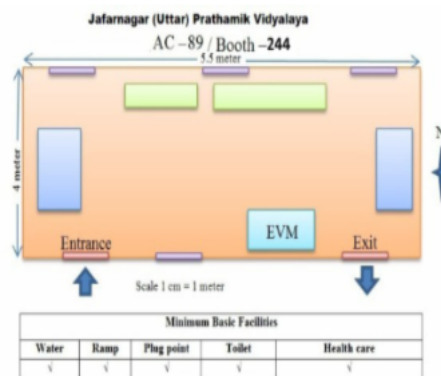 Jafarnagar (Uttar) Prathamik Vidyalaya
AC -89 / Booth -244
5.5 meter
4 meter
N
EVM
Entrance
Exit
Scale 1 cm = 1 meter
Minimum Basic Facilities
Water Ramp Plug point Toilet Health care
√ √ √ √ √